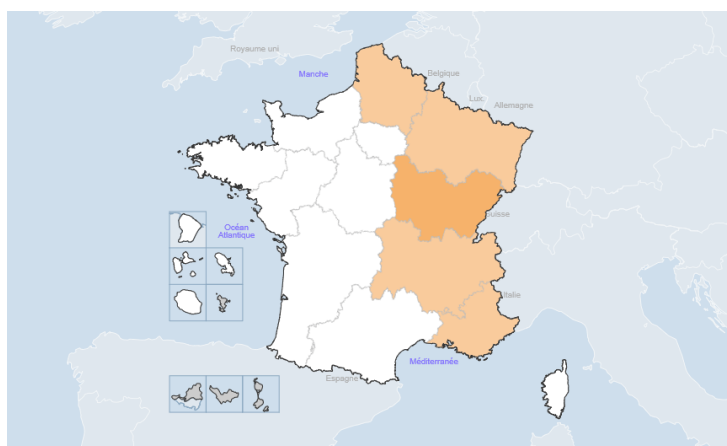 Royaume uni
Manche
Belgique
Lux.
Allemagne
Suisse
Océan
Atlantique
Italie
Méditerranée
Espagne